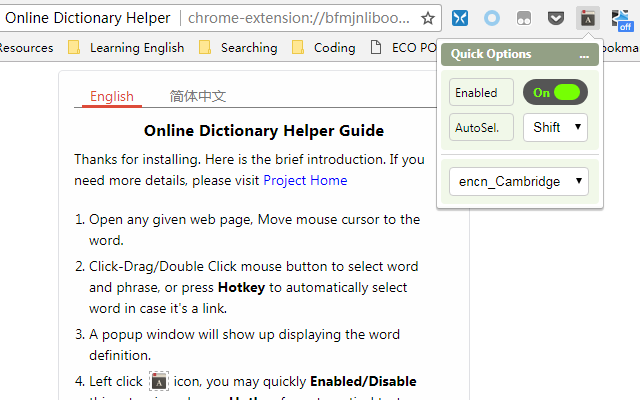 Online Dictionary Helper chrome-extension://bfmjnliboo...
off
Booster Learning English Searching Coding ECO PO
Quick Options ...
Enabled On
AutoSel. Shift
encn_Cambridge
English 简体中文
Online Dictionary Helper Guide
Thanks for installing. Here is the brief introduction. If you
need more details, please visit Project Home
1. Open any given web page, Move mouse cursor to the
word.
2. Click-Drag/Double Click mouse button to select word
and phrase, or press Hotkey to automatically select
word in case it's a link.
3. A popup window will show up displaying the word
definition.
4. Left click icon, you may quickly Enabled/Disable